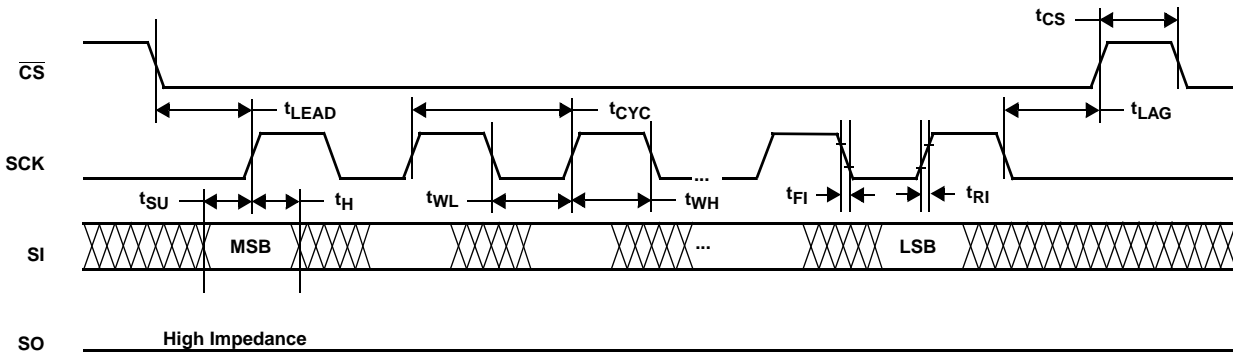 tCS
CS
tLEAD
tCYC
tLAG
SCK
...
tSU
tH
tWL
tWH
tFI
tRI
SI
MSB
...
LSB
SO
High Impedance